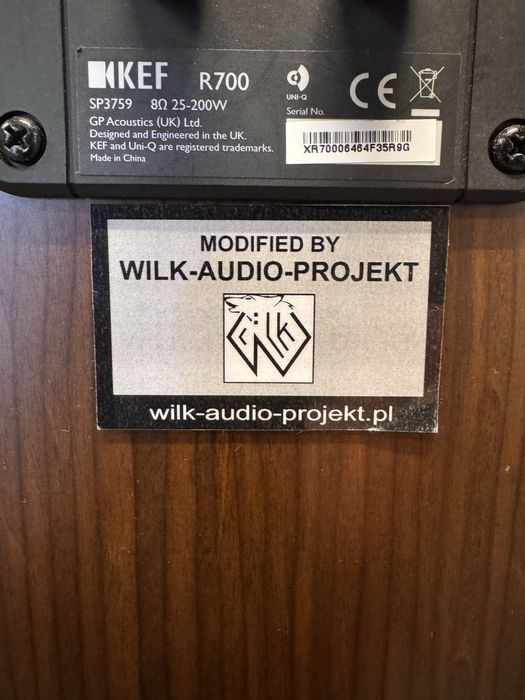 KEF R700
UNI-Q
SP3759 8Ω 25-200W
Serial No.
GP Acoustics (UK) Ltd.
Designed and Engineered in the UK.
KEF and Uni-Q are registered trademarks.
Made in China
XR70006464F35R9G
MODIFIED BY
WILK-AUDIO-PROJEKT
WILK
wilk-audio-projekt.pl